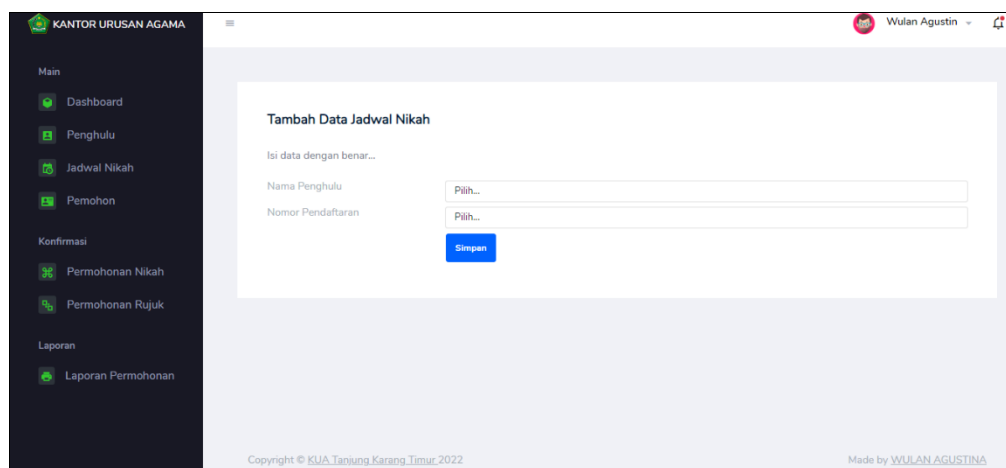 KANTOR URUSAN AGAMA
Wulan Agustin
Main
Dashboard
Penghulu
Jadwal Nikah
Pemohon
Konfirmasi
Permohonan Nikah
Permohonan Rujuk
Laporan
Laporan Permohonan
Tambah Data Jadwal Nikah
Isi data dengan benar...
Nama Penghulu
Pilih...
Nomor Pendaftaran
Pilih...
Simpan
Copyright © KUA Tanjung Karang Timur 2022
Made by WULAN AGUSTINA